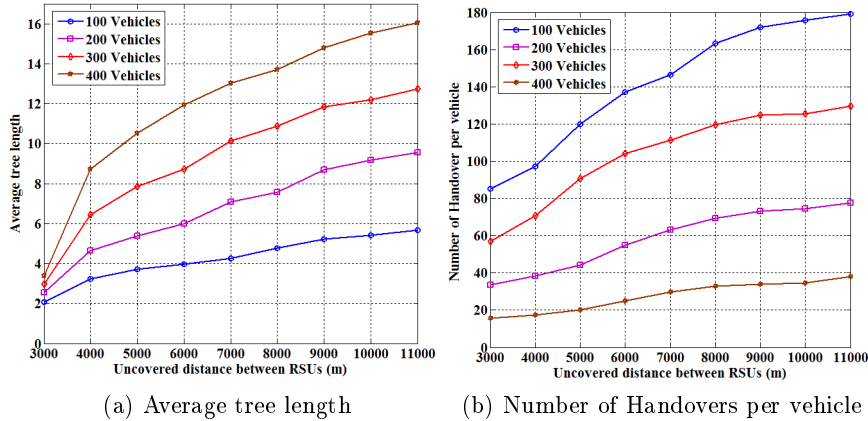 16
14
12
10
8
6
4
2
0
Average tree length
100 Vehicles
200 Vehicles
300 Vehicles
400 Vehicles
3000 4000 5000 6000 7000 8000 9000 10000 11000
Uncovered distance between RSUs (m)
(a) Average tree length
180
160
140
120
100
80
60
40
20
0
Number of Handover per vehicle
100 Vehicles
200 Vehicles
300 Vehicles
400 Vehicles
3000 4000 5000 6000 7000 8000 9000 10000 11000
Uncovered distance between RSUs (m)
(b) Number of Handovers per vehicle